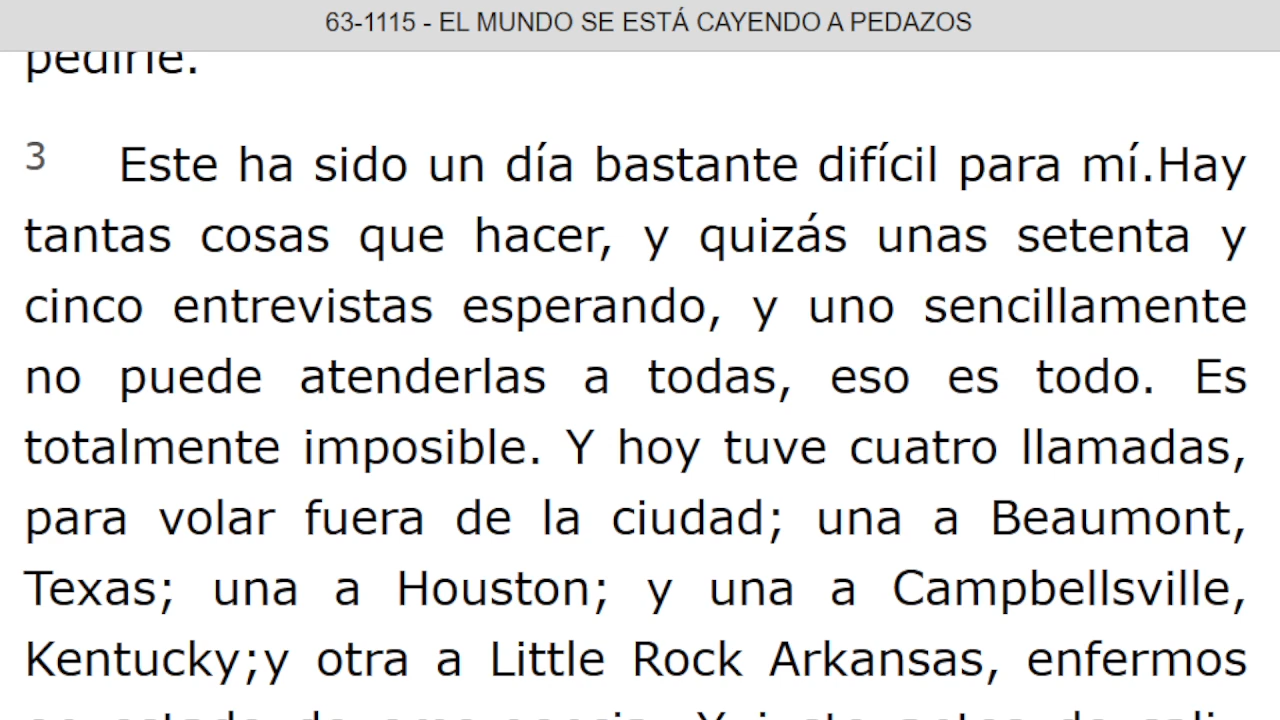 63-1115 - EL MUNDO SE ESTÁ CAYENDO A PEDAZOS
pedirle.
3 Este ha sido un día bastante difícil para mí.Hay
tantas cosas que hacer, y quizás unas setenta y
cinco entrevistas esperando, y uno sencillamente
no puede atenderlas a todas, eso es todo. Es
totalmente imposible. Y hoy tuve cuatro llamadas,
para volar fuera de la ciudad; una a Beaumont,
Texas; una a Houston; y una a Campbellsville,
Kentucky;y otra a Little Rock Arkansas, enfermos